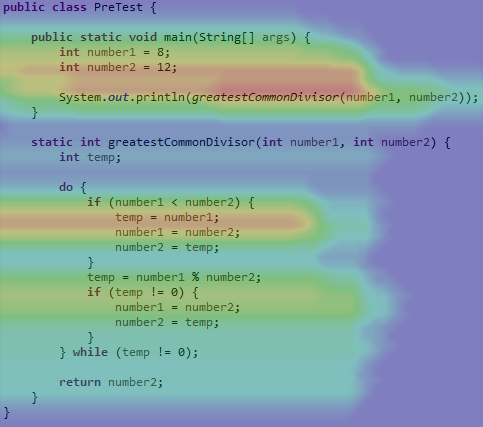 public class PreTest {
public static void main(String[] args) {
int number1 = 8;
int number2 = 12;
System.out.println(greatestCommonDivisor(number1, number2));
}
static int greatestCommonDivisor(int number1, int number2) {
int temp;
do {
if (number1 < number2) {
temp = number1;
number1 = number2;
number2 = temp;
}
temp = number1 % number2;
if (temp != 0) {
number1 = number2;
number2 = temp;
}
} while (temp != 0);
return number2;
}
}